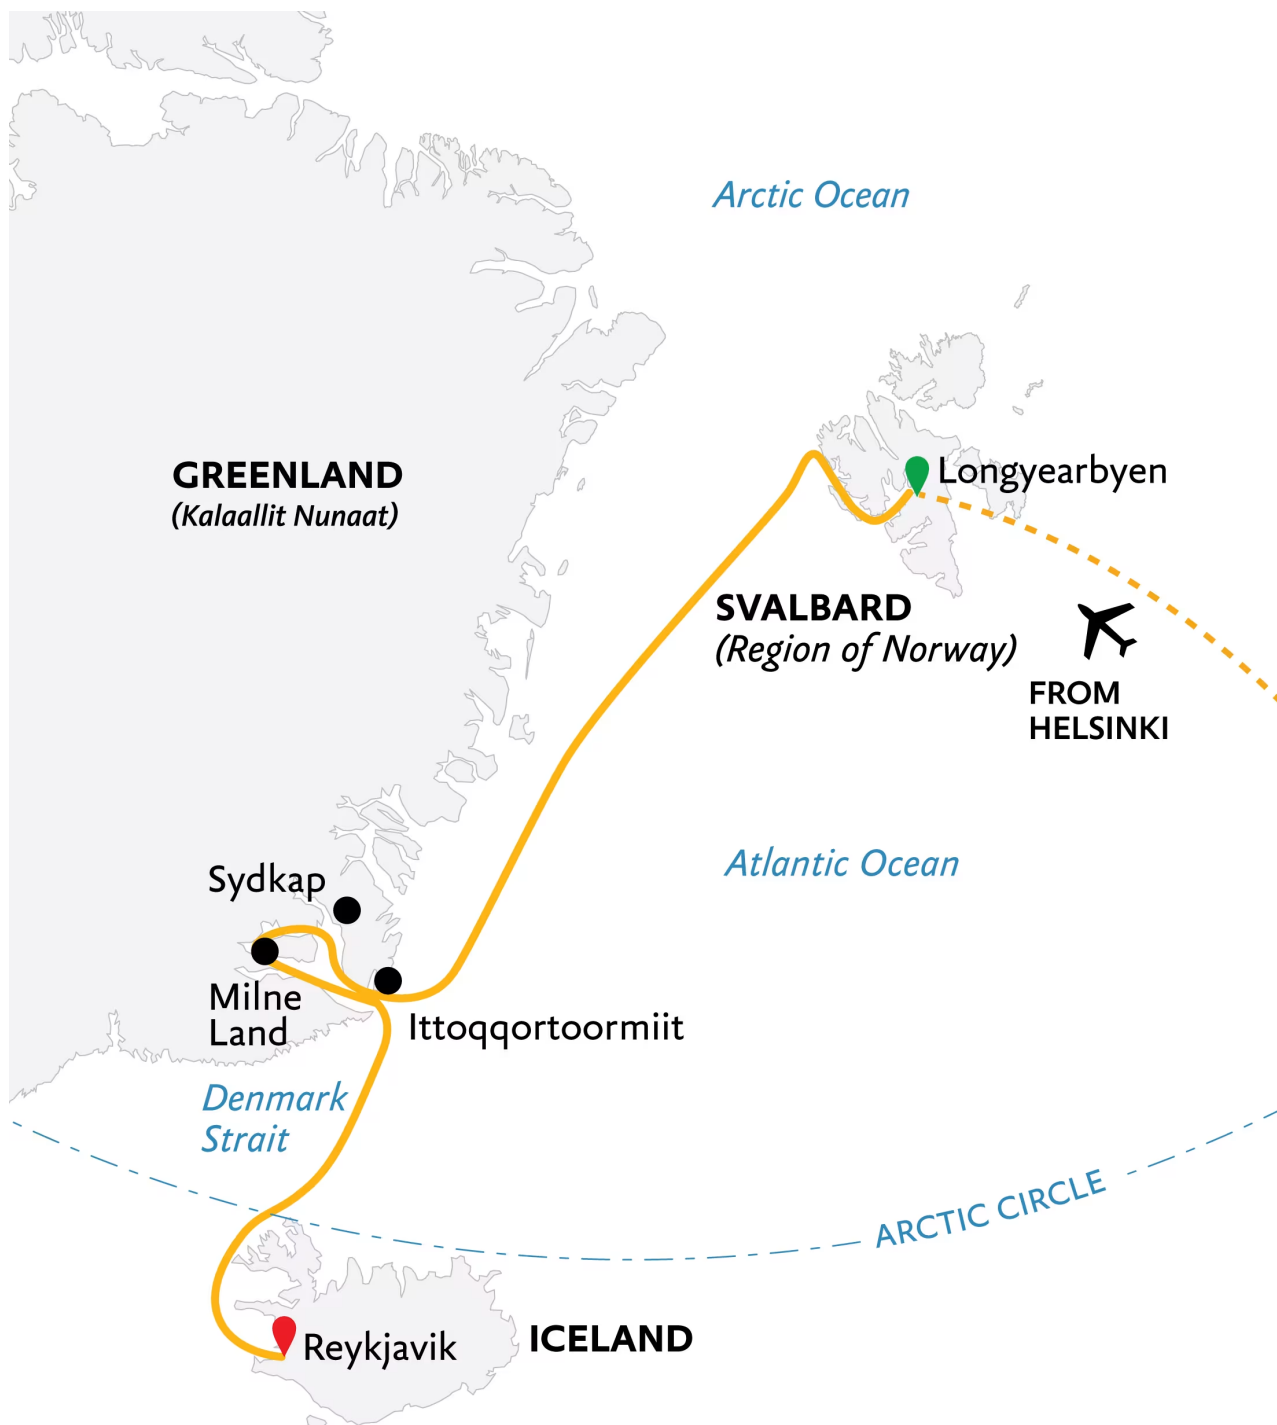 Arctic Ocean
GREENLAND
(Kalaallit Nunaat)
Longyearbyen
SVALBARD
(Region of Norway)
FROM
HELSINKI
Atlantic Ocean
Sydkap
Milne
Land
Ittoqqortoormiit
Denmark
Strait
ARCTIC CIRCLE
Reykjavik
ICELAND